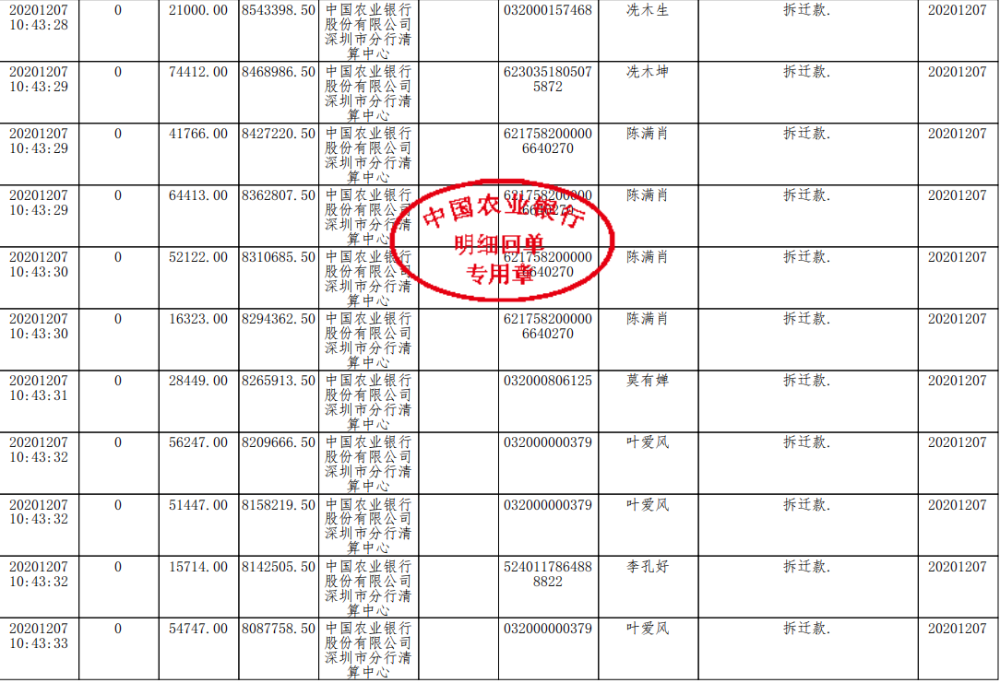 20201207 0 21000.00 8543398.50 中国农业银行 032000157468 冼木生 拆迁款. 20201207
10:43:28 股份有限公司
深圳市分行清
算中心
20201207 0 74412.00 8468986.50 中国农业银行 623035180507 冼木坤 拆迁款. 20201207
10:43:29 股份有限公司 5872
深圳市分行清
算中心
20201207 0 41766.00 8427220.50 中国农业银行 621758200000 陈满肖 拆迁款. 20201207
10:43:29 股份有限公司 6640270
深圳市分行清
算中心
20201207 0 64413.00 8362807.50 中国农业银行 621758200000 陈满肖 拆迁款. 20201207
10:43:29 股份有限公司 6640270
深圳市分行清
算中心
中国农业银行
明细回单
专用章
20201207 0 52122.00 8310685.50 中国农业银行 621758200000 陈满肖 拆迁款. 20201207
10:43:30 股份有限公司 6640270
深圳市分行清
算中心
20201207 0 16323.00 8294362.50 中国农业银行 621758200000 陈满肖 拆迁款. 20201207
10:43:30 股份有限公司 6640270
深圳市分行清
算中心
20201207 0 28449.00 8265913.50 中国农业银行 032000806125 莫有婵 拆迁款. 20201207
10:43:31 股份有限公司
深圳市分行清
算中心
20201207 0 56247.00 8209666.50 中国农业银行 032000000379 叶爱风 拆迁款. 20201207
10:43:32 股份有限公司
深圳市分行清
算中心
20201207 0 51447.00 8158219.50 中国农业银行 032000000379 叶爱风 拆迁款. 20201207
10:43:32 股份有限公司
深圳市分行清
算中心
20201207 0 15714.00 8142505.50 中国农业银行 524011786488 李孔好 拆迁款. 20201207
10:43:32 股份有限公司 8822
深圳市分行清
算中心
20201207 0 54747.00 8087758.50 中国农业银行 032000000379 叶爱风 拆迁款. 20201207
10:43:33 股份有限公司
深圳市分行清
算中心